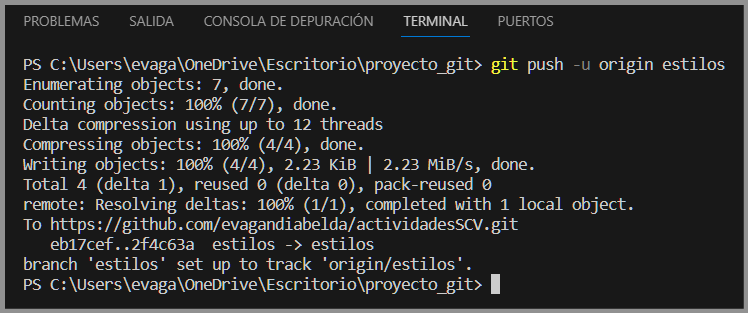 PROBLEMAS SALIDA CONSOLA DE DEPURACIÓN TERMINAL PUERTOS
PS C:\Users\evaga\OneDrive\Escritorio\proyecto_git> git push -u origin estilos
Enumerating objects: 7, done.
Counting objects: 100% (7/7), done.
Delta compression using up to 12 threads
Compressing objects: 100% (4/4), done.
Writing objects: 100% (4/4), 2.23 KiB | 2.23 MiB/s, done.
Total 4 (delta 1), reused 0 (delta 0), pack-reused 0
remote: Resolving deltas: 100% (1/1), completed with 1 local object.
To https://github.com/evagandiabelda/actividadesSCV.git
   eb17cef..2f4c63a  estilos -> estilos
branch 'estilos' set up to track 'origin/estilos'.
PS C:\Users\evaga\OneDrive\Escritorio\proyecto_git>